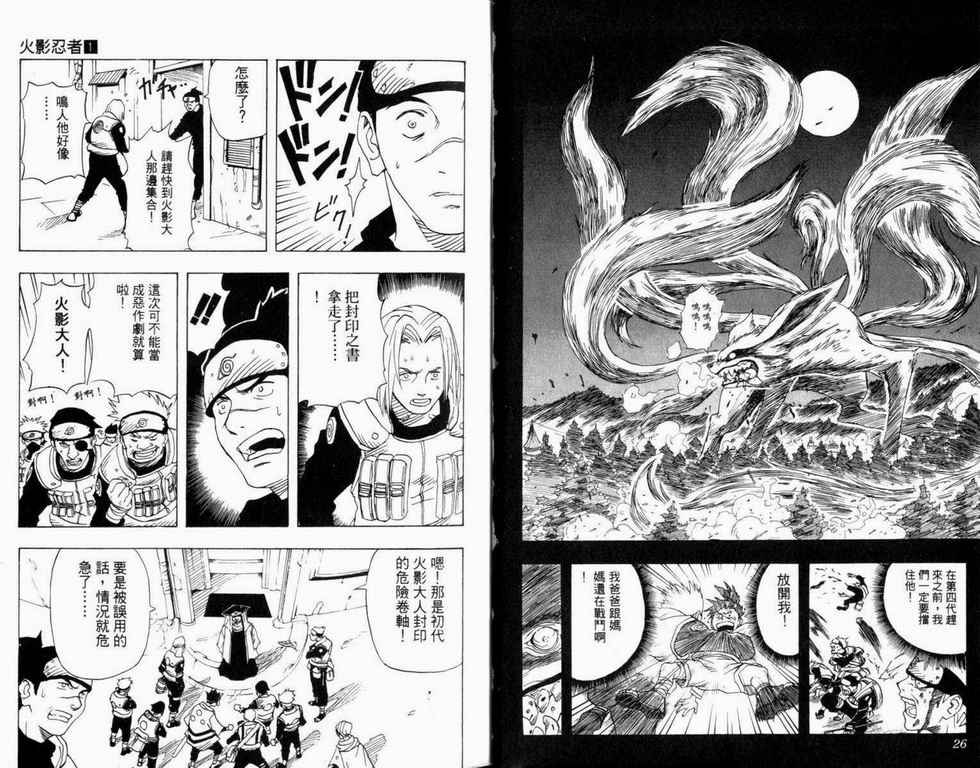 嗚嗚嗚
嗚嗚！
在第四代趕
來之前，我
們一定要擋
住他！
放開我！
我爸爸跟媽
媽還在戰鬥啊
26
火影忍者1
ドン!
ドン!
ビクッ
怎麼了？
ガチャ
請趕快到火影大
人那邊集合！
鳴人他好像
……
把封印之書
拿走了……
！
!!
這次可不能當
成惡作劇就算
啦！
火影大人！
對啊！
對啊！
嗯！那是初代
火影大人封印
的危險卷軸！
要是被誤用的
話，情況就危
急了……